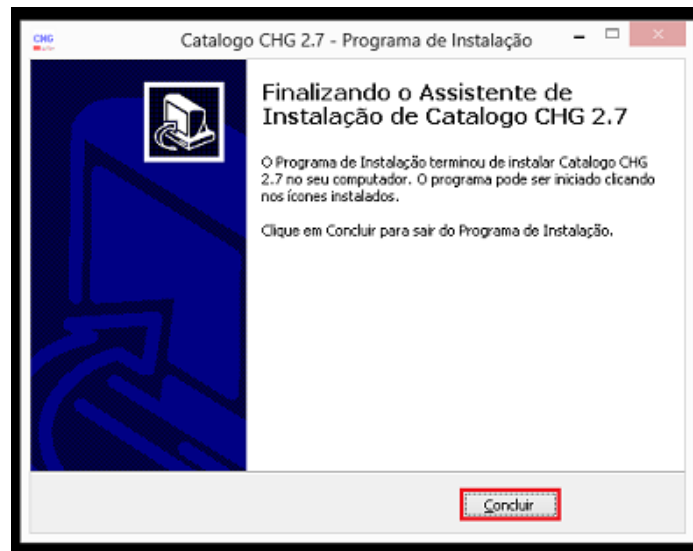 CHG
Catalogo CHG 2.7 - Programa de Instalação
Finalizando o Assistente de
Instalação de Catalogo CHG 2.7
O Programa de Instalação terminou de instalar Catalogo CHG
2.7 no seu computador. O programa pode ser iniciado clicando
nos ícones instalados.
Clique em Concluir para sair do Programa de Instalação.
Concluir